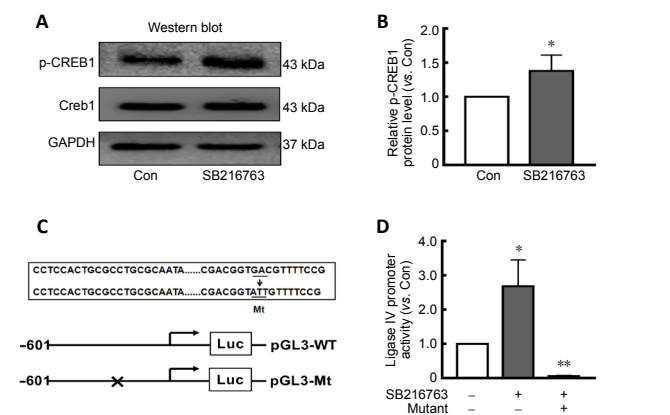 A
Western blot
p-CREB1
43 kDa
Creb1
43 kDa
GAPDH
37 kDa
Con
SB216763
B
Relative p-CREB1
protein level (vs. Con)
2.0
1.5
1.0
0.5
0
*
Con
SB216763
C
CCTCCACTGCGCCTGCGCAATA......CGACGGTGACGTTTTCCG
CCTCCACTGCGCCTGCGCAATA......CGACGGTATTGTTTTCCG
Mt
-601
Luc
pGL3-WT
-601
Luc
pGL3-Mt
D
Ligase IV promoter
activity (vs. Con)
4.0
3.0
2.0
1.0
0
*
**
SB216763 – + +
Mutant – – +